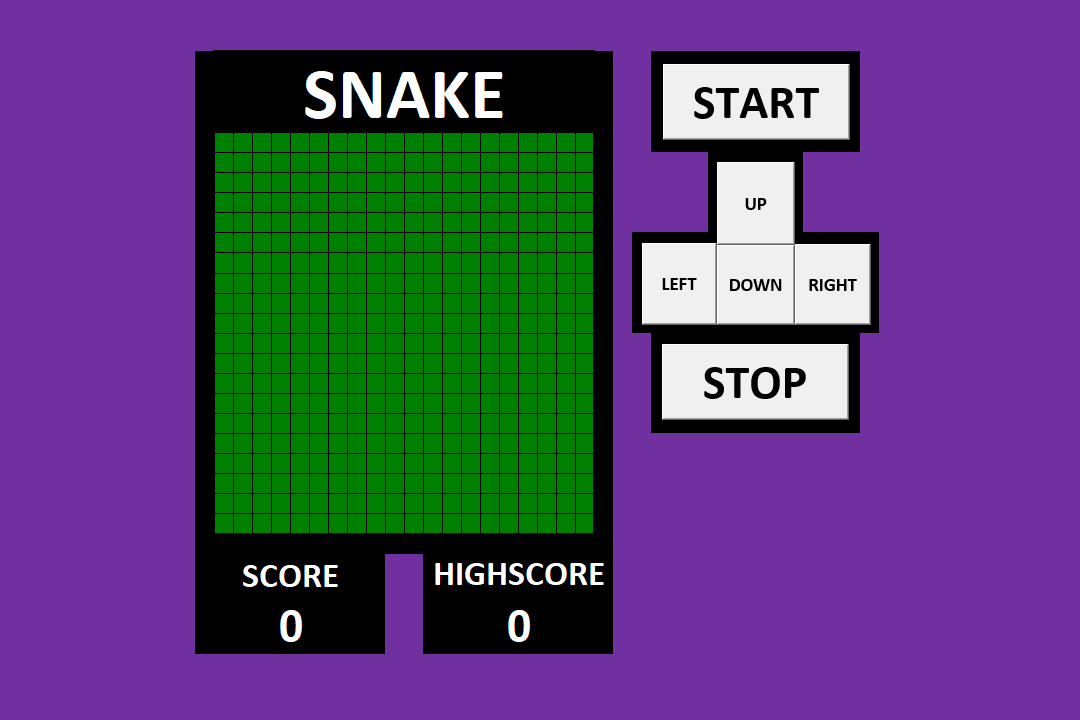 SNAKE
START
UP
LEFT DOWN RIGHT
STOP
SCORE
0
HIGHSCORE
0